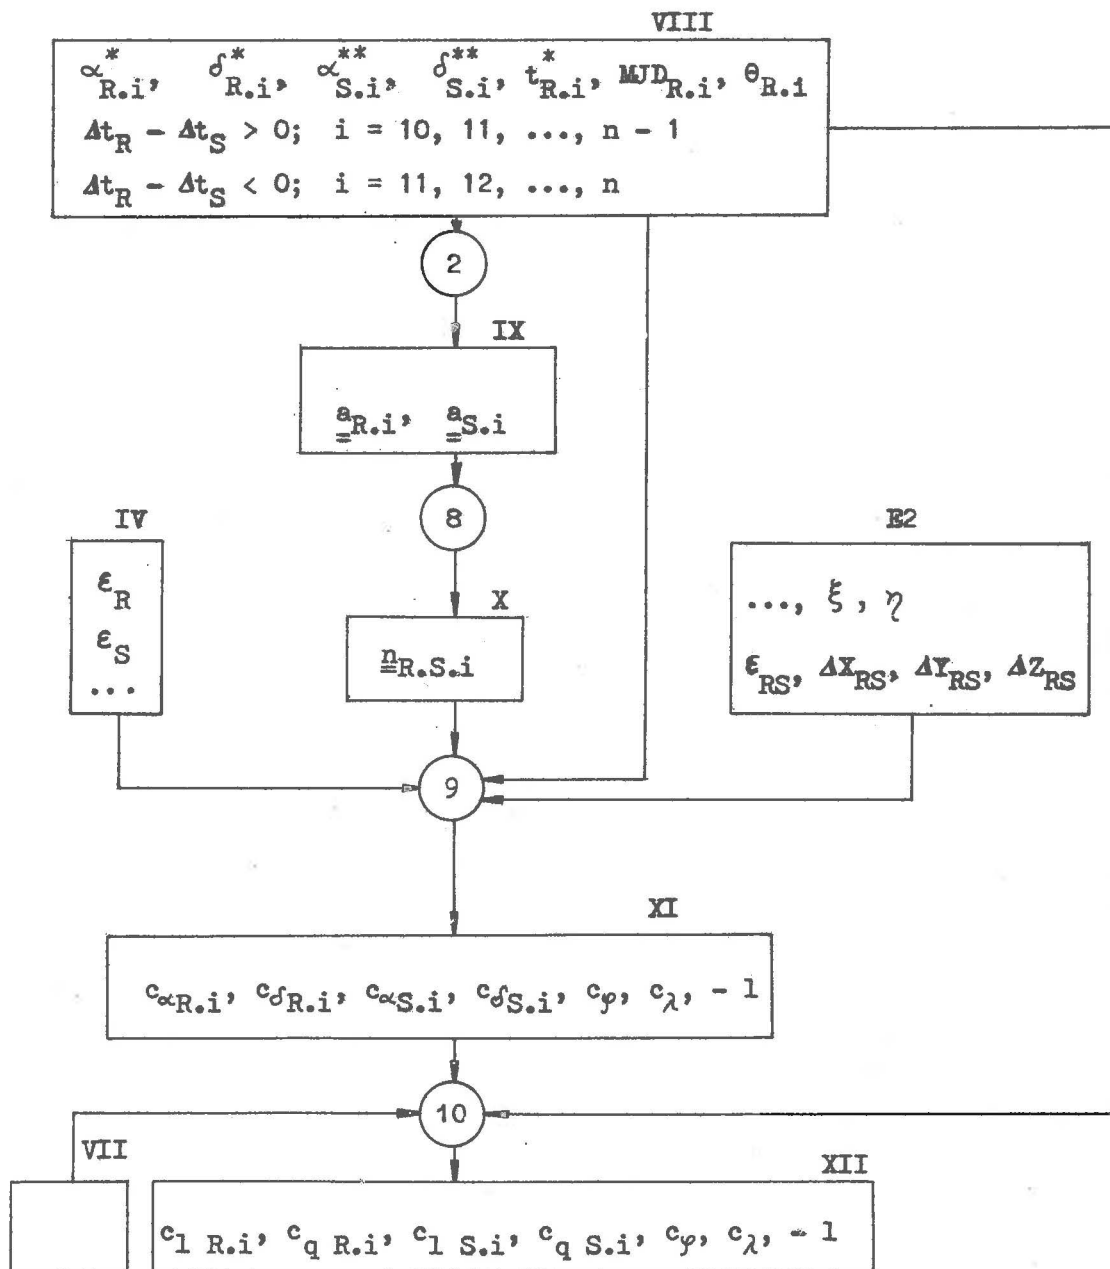 VIII
α*R.i, δ*R.i, α**S.i, δ**S.i, t*R.i, MJDR.i, θR.i
ΔtR - ΔtS > 0; i = 10, 11, ..., n - 1
ΔtR - ΔtS < 0; i = 11, 12, ..., n
2
IX
aR.i, aS.i
8
IV
εR
εS
...
X
nR.S.i
E2
..., ξ, η
εRS, ΔXRS, ΔYRS, ΔZRS
9
XI
cαR.i, cδR.i, cαS.i, cδS.i, cφ, cλ, - 1
10
VII
XII
cl R.i, cq R.i, cl S.i, cq S.i, cφ, cλ, - 1